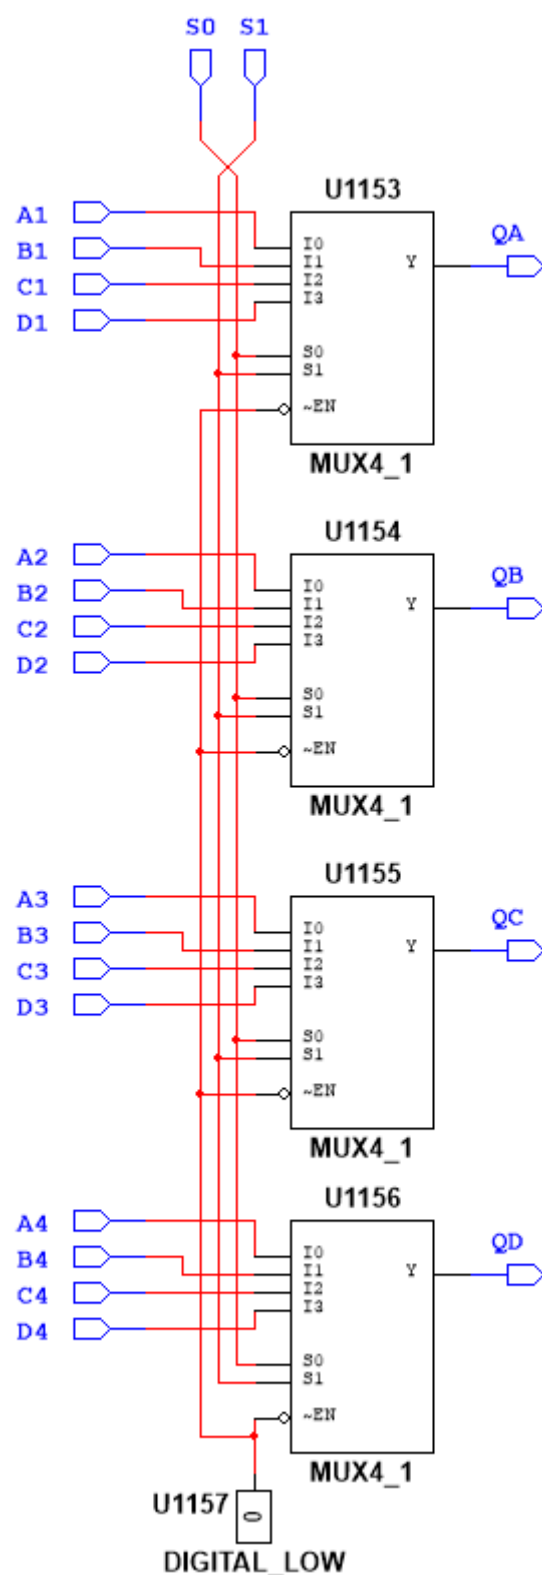 S0 S1
U1153
A1
B1
C1
D1
I0
I1
I2
I3
S0
S1
~EN
Y
QA
MUX4_1
U1154
A2
B2
C2
D2
I0
I1
I2
I3
S0
S1
~EN
Y
QB
MUX4_1
U1155
A3
B3
C3
D3
I0
I1
I2
I3
S0
S1
~EN
Y
QC
MUX4_1
U1156
A4
B4
C4
D4
I0
I1
I2
I3
S0
S1
~EN
Y
QD
MUX4_1
U1157
0
DIGITAL_LOW